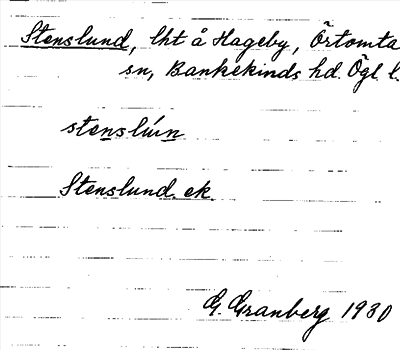 Stenslund, lht å Hageby, Örtomta
sn, Bankekinds hd. Ögl l.
stenslún
Stenslund. ek.
G. Granberg 1930